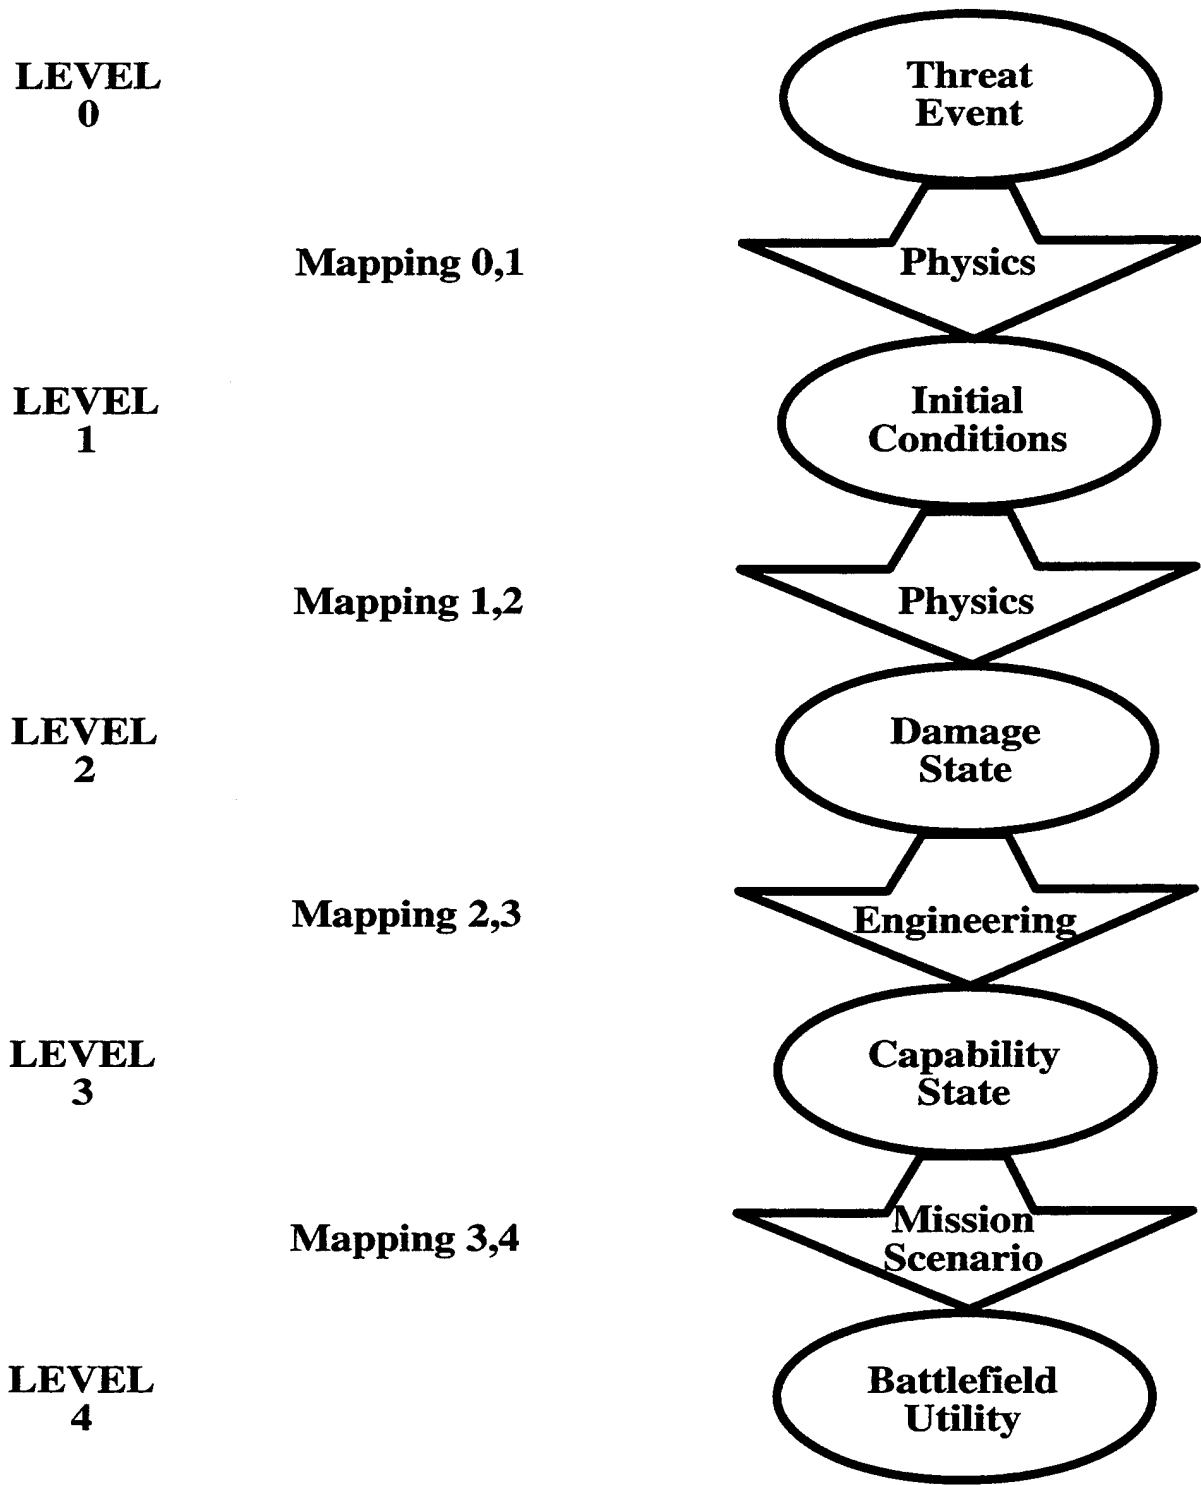 LEVEL
0
Threat
Event
Mapping 0,1
Physics
LEVEL
1
Initial
Conditions
Mapping 1,2
Physics
LEVEL
2
Damage
State
Mapping 2,3
Engineering
LEVEL
3
Capability
State
Mapping 3,4
Mission
Scenario
LEVEL
4
Battlefield
Utility